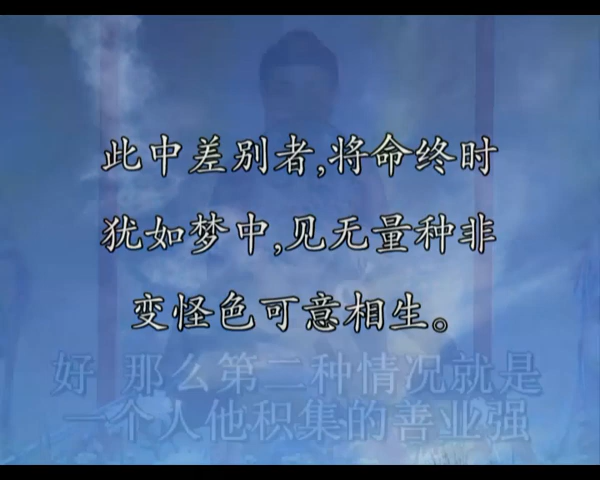 此中差别者,将命终时
犹如梦中,见无量种非
变怪色可意相生。
好 那么第二种情况就是
一个人他积集的善业强